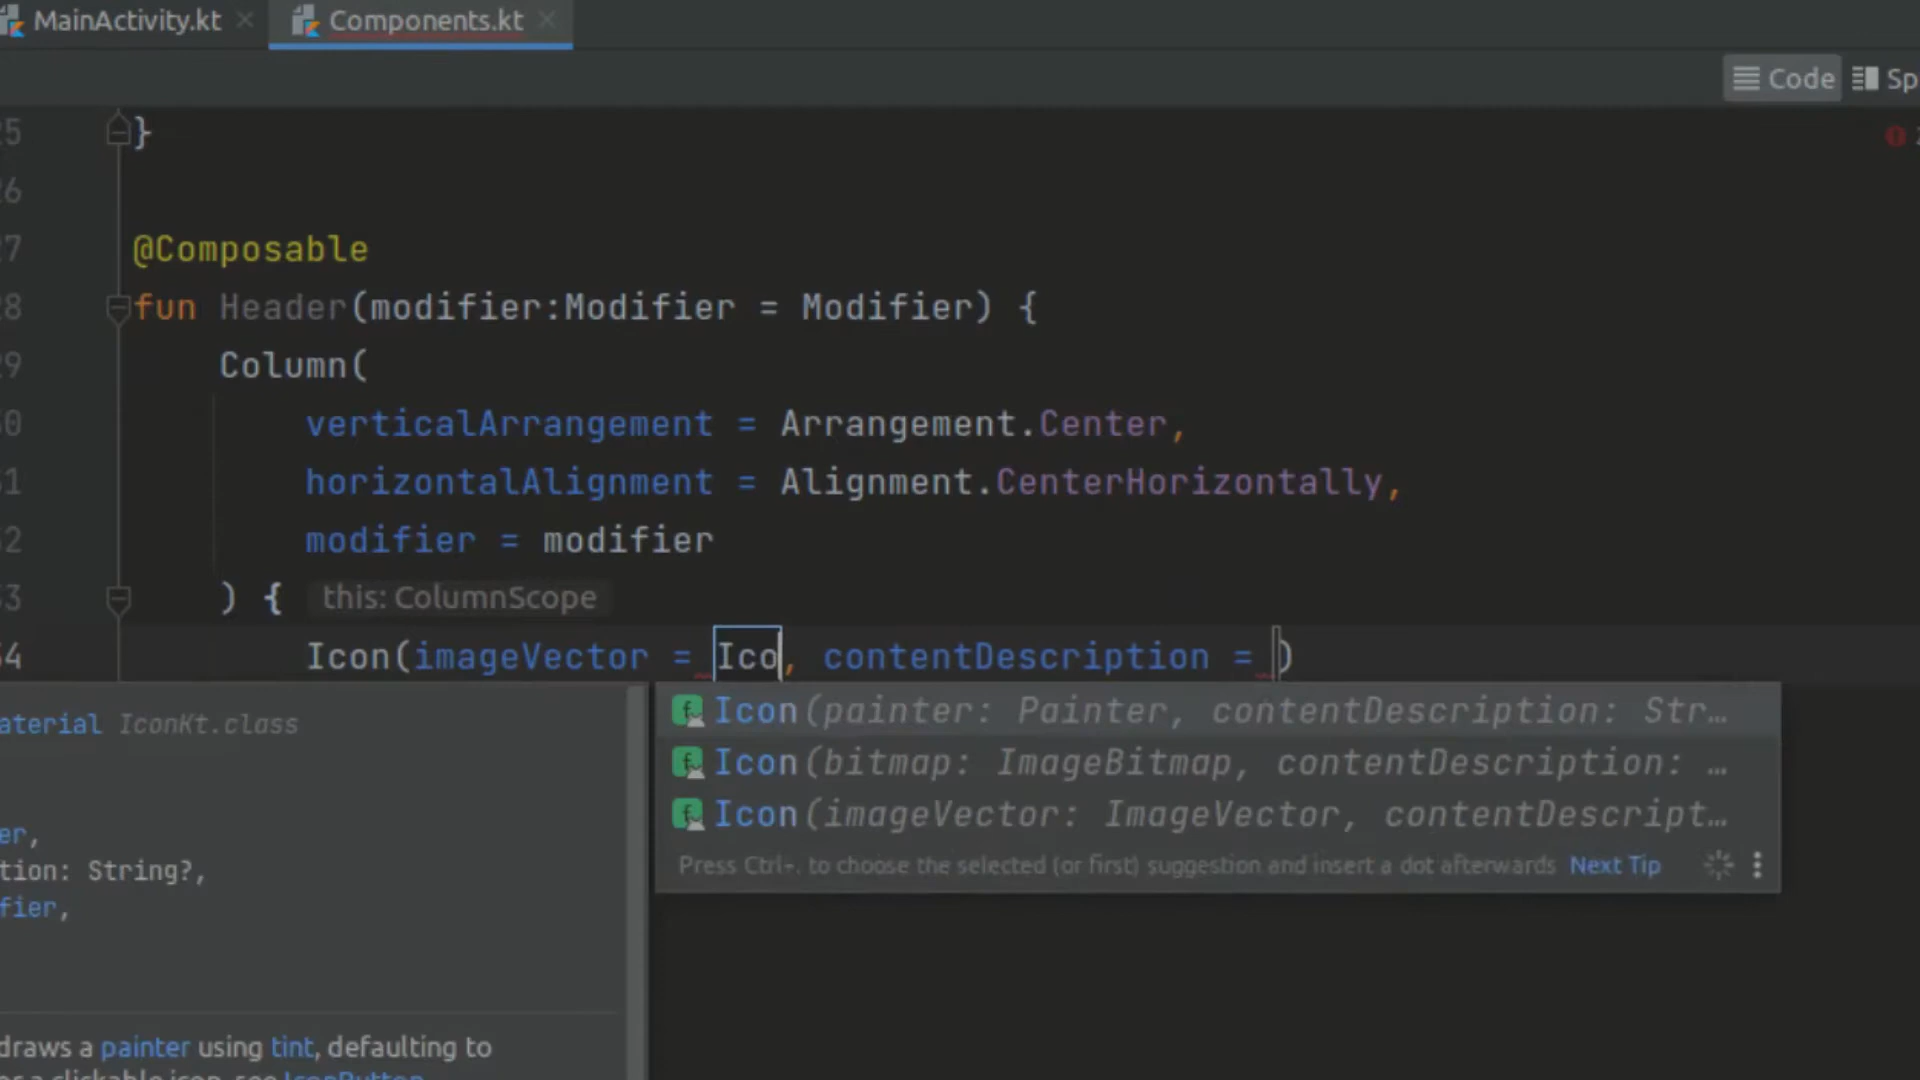 MainActivity.kt
Components.kt
Code
Sp
25 }
26
27 @Composable
28 fun Header(modifier:Modifier = Modifier) {
29 Column(
30 verticalArrangement = Arrangement.Center,
31 horizontalAlignment = Alignment.CenterHorizontally,
32 modifier = modifier
33 ) { this: ColumnScope
34 Icon(imageVector = Ico, contentDescription = )
aterial IconKt.class
er,
tion: String?,
fier,
draws a painter using tint, defaulting to
Icon(painter: Painter, contentDescription: Str…
Icon(bitmap: ImageBitmap, contentDescription: …
Icon(imageVector: ImageVector, contentDescript…
Press Ctrl+. to choose the selected (or first) suggestion and insert a dot afterwards Next Tip